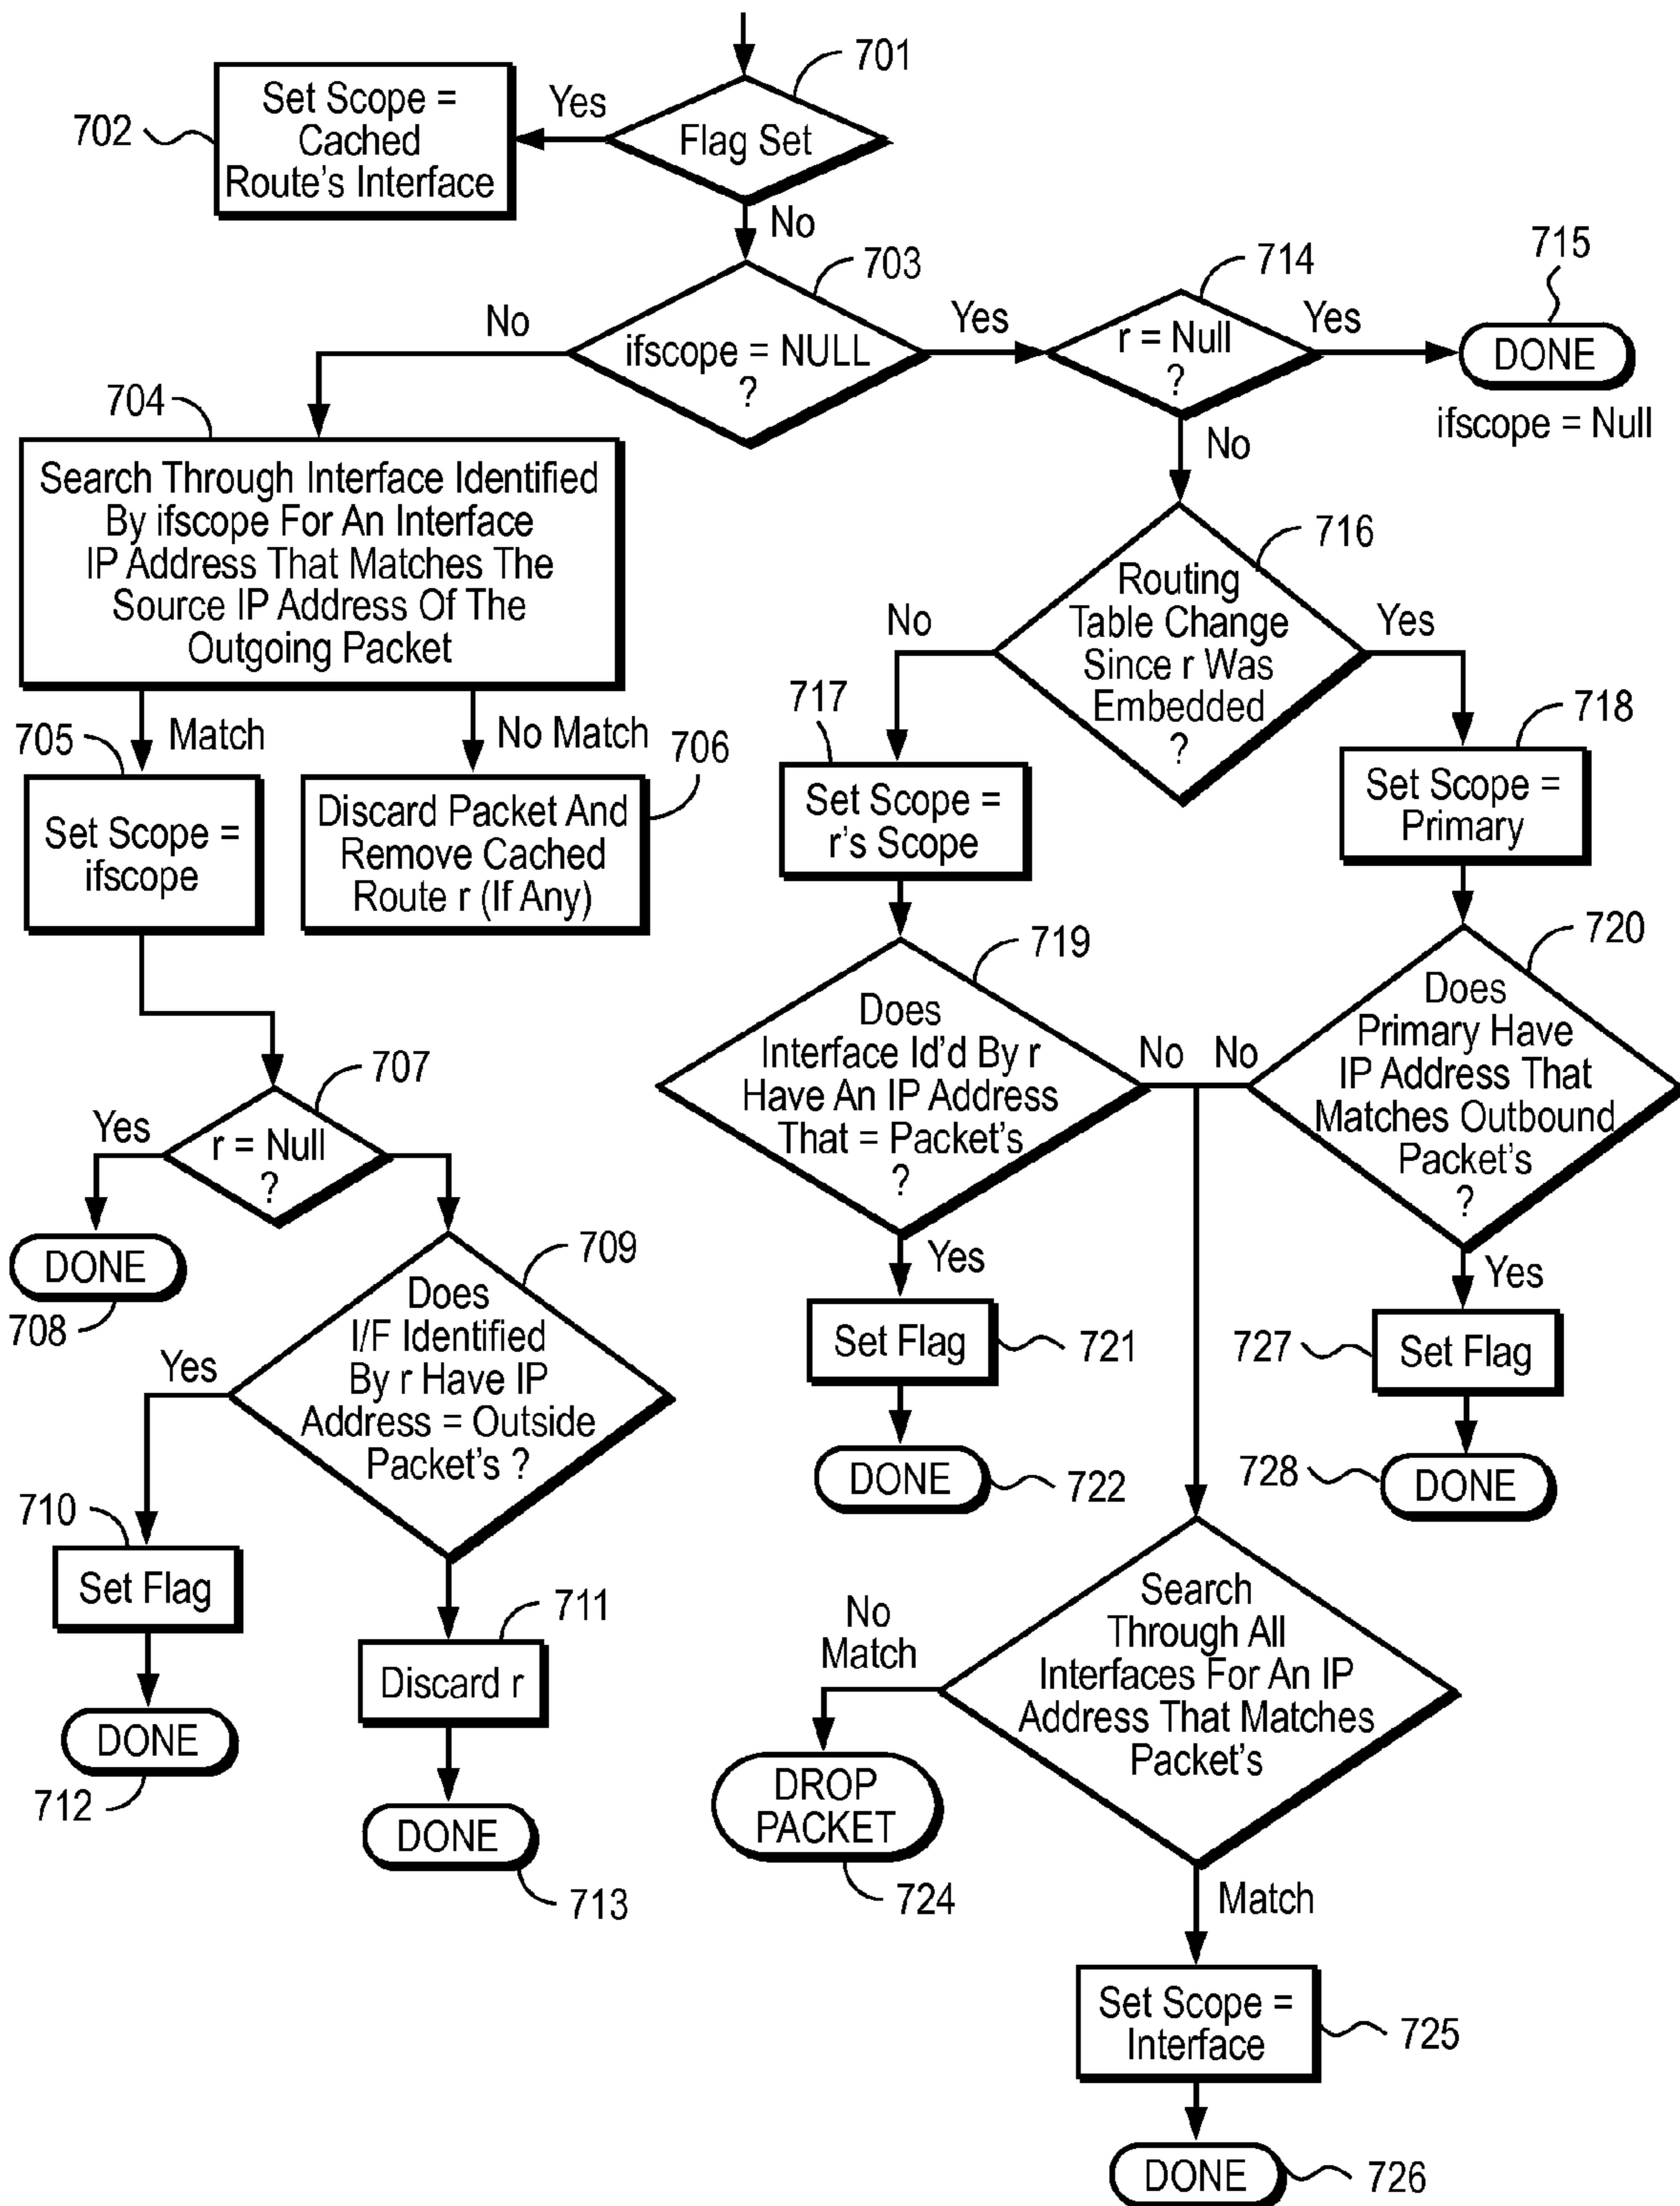 701
Set Scope =
Cached
Route's Interface
702
Yes
Flag Set
No
703
ifscope = NULL
?
No
Yes
714
r = Null
?
Yes
715
DONE
ifscope = Null
No
704
Search Through Interface Identified
By ifscope For An Interface
IP Address That Matches The
Source IP Address Of The
Outgoing Packet
716
Routing
Table Change
Since r Was
Embedded
?
No
Yes
705
Match
No Match
706
Set Scope =
ifscope
Discard Packet And
Remove Cached
Route r (If Any)
717
Set Scope =
r's Scope
718
Set Scope =
Primary
719
Does
Interface Id'd By r
Have An IP Address
That = Packet's
?
No
No
720
Does
Primary Have
IP Address That
Matches Outbound
Packet's
?
707
Yes
r = Null
?
DONE
708
709
Does
I/F Identified
By r Have IP
Address = Outside
Packet's ?
Yes
Yes
Set Flag
721
DONE
722
Yes
727
Set Flag
728
DONE
710
Set Flag
DONE
712
711
Discard r
DONE
713
Search
Through All
Interfaces For An IP
Address That Matches
Packet's
No
Match
DROP
PACKET
724
Match
Set Scope =
Interface
725
DONE
726